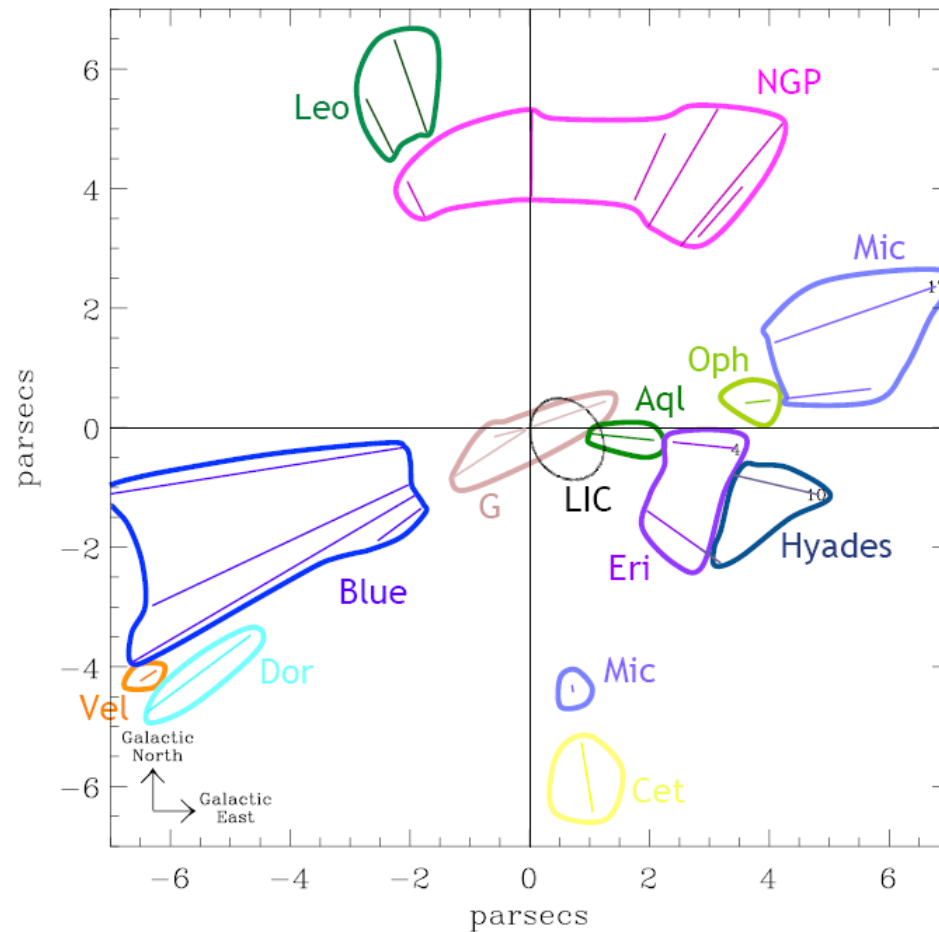 6
NGP
Leo
4
Mic
17
2
Oph
Aql
0
4
G
LIC
10
Hyades
−2
Eri
Blue
−4
Dor
Mic
Vel
Galactic
North
Galactic
East
−6
Cet
−6
−4
−2
0
2
4
6
parsecs
parsecs